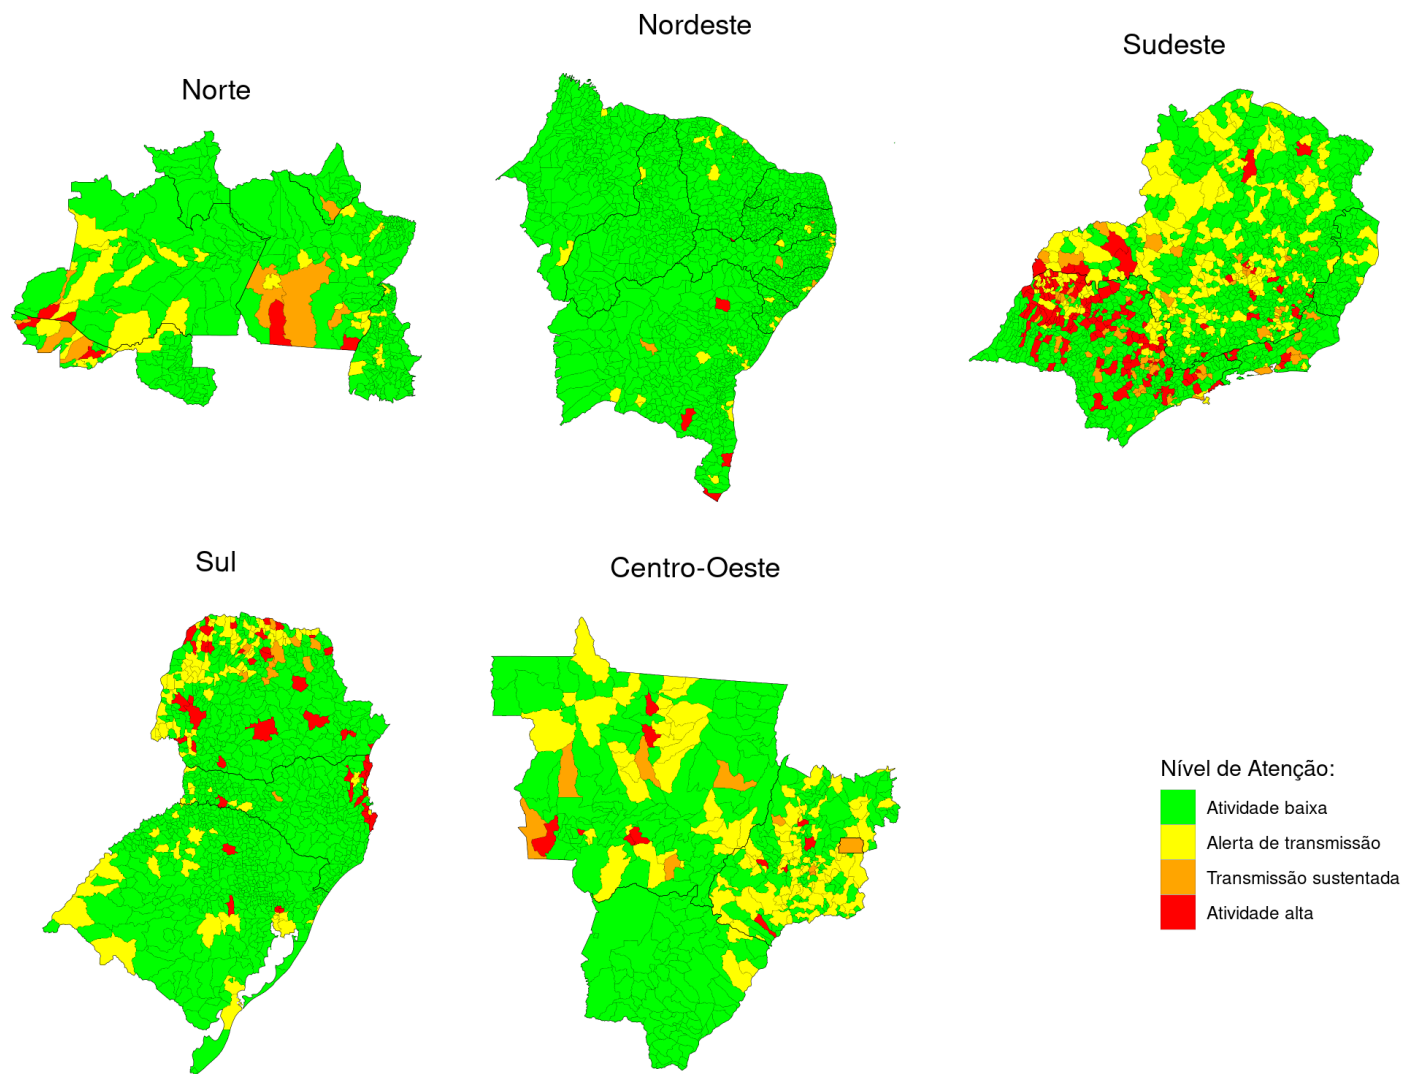 Norte
Nordeste
Sudeste
Sul
Centro-Oeste
Nível de Atenção:
Atividade baixa
Alerta de transmissão
Transmissão sustentada
Atividade alta